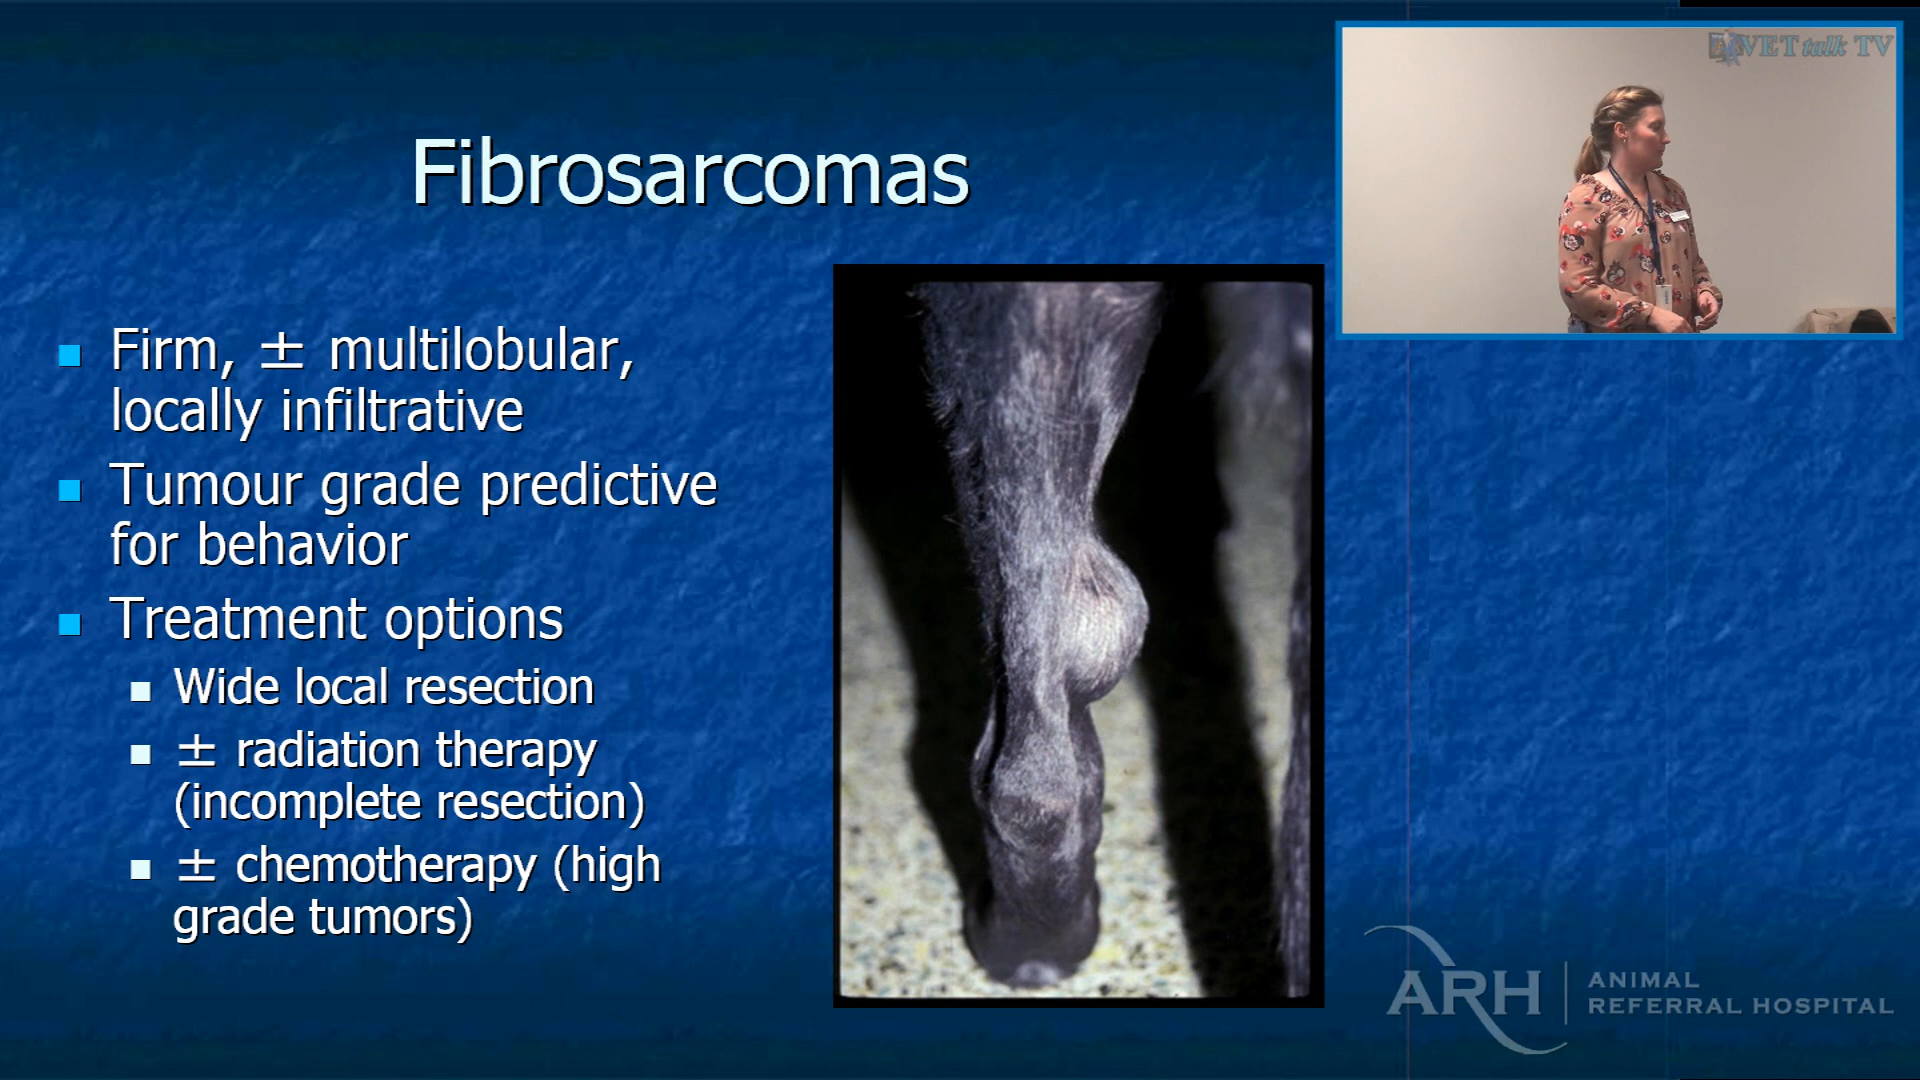 VET talk TV
Fibrosarcomas
Firm, ± multilobular,
locally infiltrative
Tumour grade predictive
for behavior
Treatment options
Wide local resection
± radiation therapy
(incomplete resection)
± chemotherapy (high
grade tumors)
ARH
ANIMAL
REFERRAL HOSPITAL